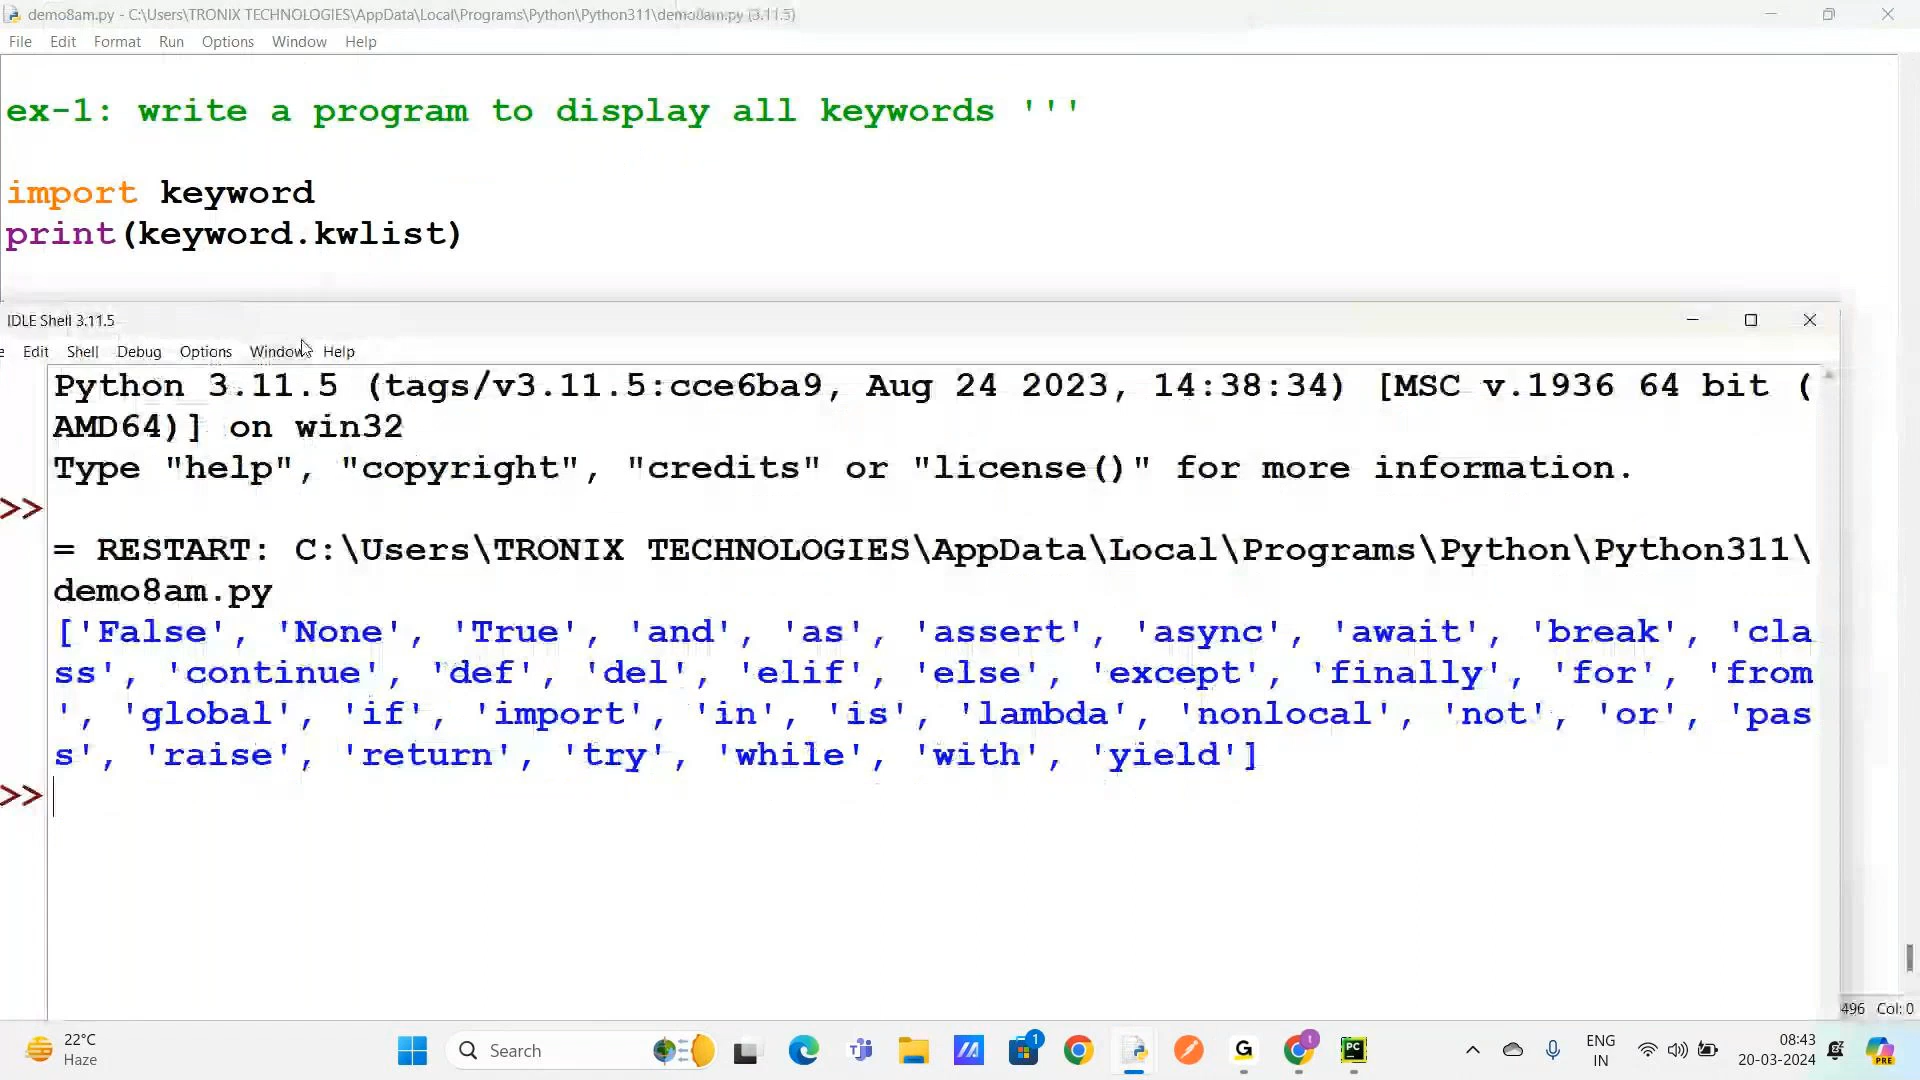 demo8am.py - C:\Users\TRONIX TECHNOLOGIES\AppData\Local\Programs\Python\Python311\demo8am.py (3.11.5)
File Edit Format Run Options Window Help
ex-1: write a program to display all keywords '''
import keyword
print(keyword.kwlist)
IDLE Shell 3.11.5
e Edit Shell Debug Options Window Help
Python 3.11.5 (tags/v3.11.5:cce6ba9, Aug 24 2023, 14:38:34) [MSC v.1936 64 bit (
AMD64)] on win32
Type "help", "copyright", "credits" or "license()" for more information.
>>
= RESTART: C:\Users\TRONIX TECHNOLOGIES\AppData\Local\Programs\Python\Python311\
demo8am.py
['False', 'None', 'True', 'and', 'as', 'assert', 'async', 'await', 'break', 'cla
ss', 'continue', 'def', 'del', 'elif', 'else', 'except', 'finally', 'for', 'from
', 'global', 'if', 'import', 'in', 'is', 'lambda', 'nonlocal', 'not', 'or', 'pas
s', 'raise', 'return', 'try', 'while', 'with', 'yield']
>>
496 Col: 0
22°C
Haze
Search
1
t
PC
ENG
IN
08:43
20-03-2024
PRE